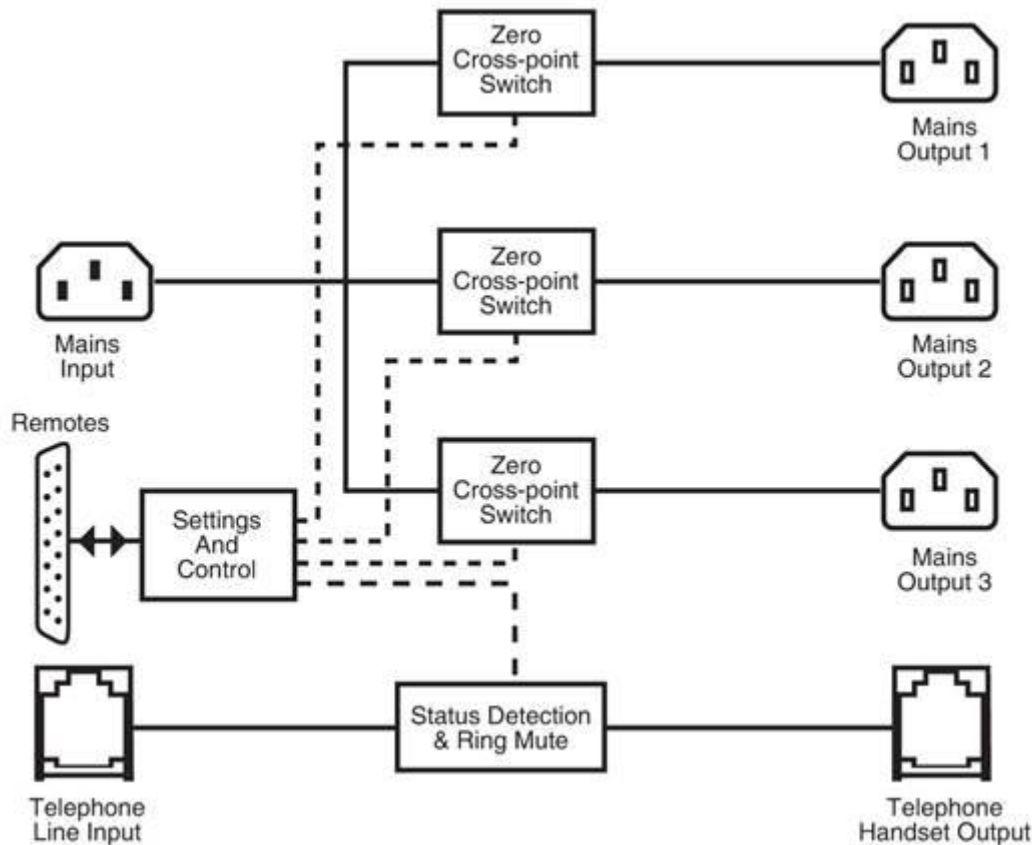 Zero
Cross-point
Switch
Mains
Output 1
Mains
Input
Zero
Cross-point
Switch
Mains
Output 2
Remotes
Settings
And
Control
Zero
Cross-point
Switch
Mains
Output 3
Status Detection
& Ring Mute
Telephone
Line Input
Telephone
Handset Output